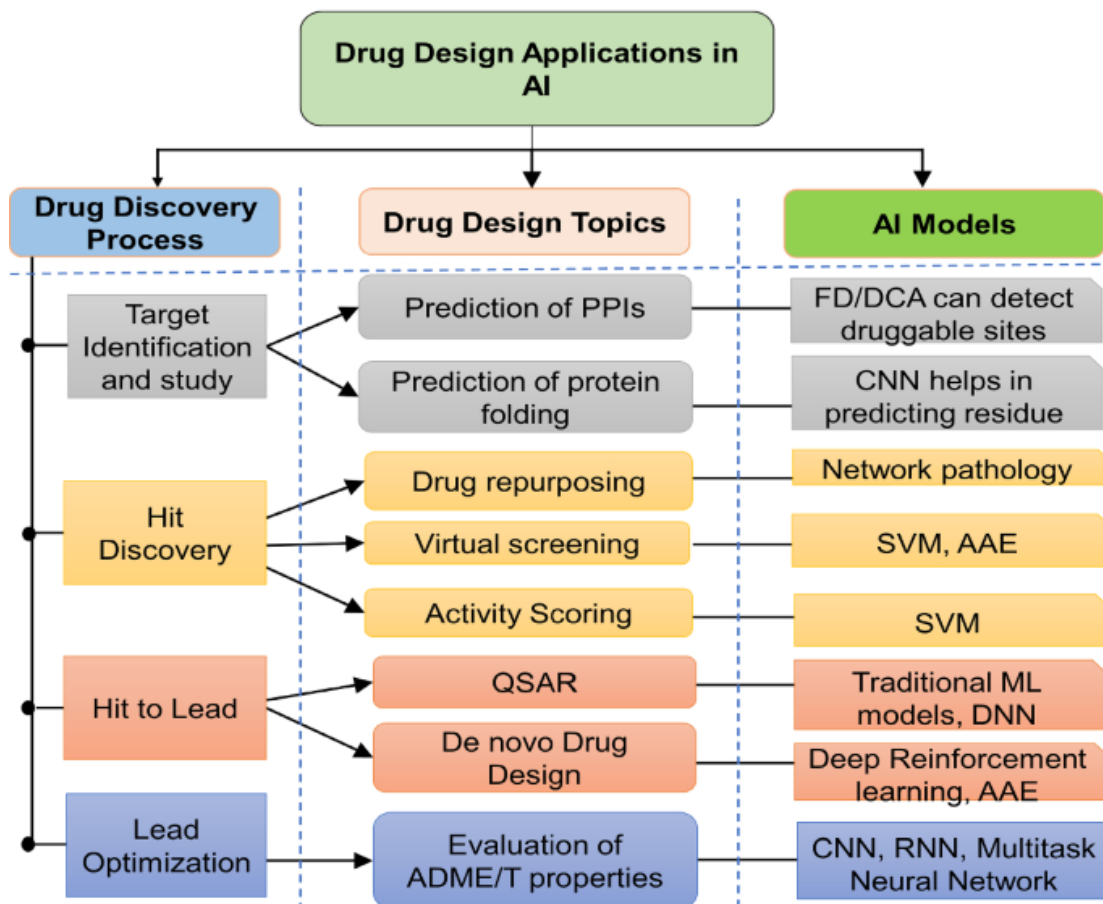 Drug Design Applications in
AI
Drug Discovery
Process
Drug Design Topics
AI Models
Target
Identification
and study
Prediction of PPIs
FD/DCA can detect
druggable sites
Prediction of protein
folding
CNN helps in
predicting residue
Hit
Discovery
Drug repurposing
Network pathology
Virtual screening
SVM, AAE
Activity Scoring
SVM
Hit to Lead
QSAR
Traditional ML
models, DNN
De novo Drug
Design
Deep Reinforcement
learning, AAE
Lead
Optimization
Evaluation of
ADME/T properties
CNN, RNN, Multitask
Neural Network